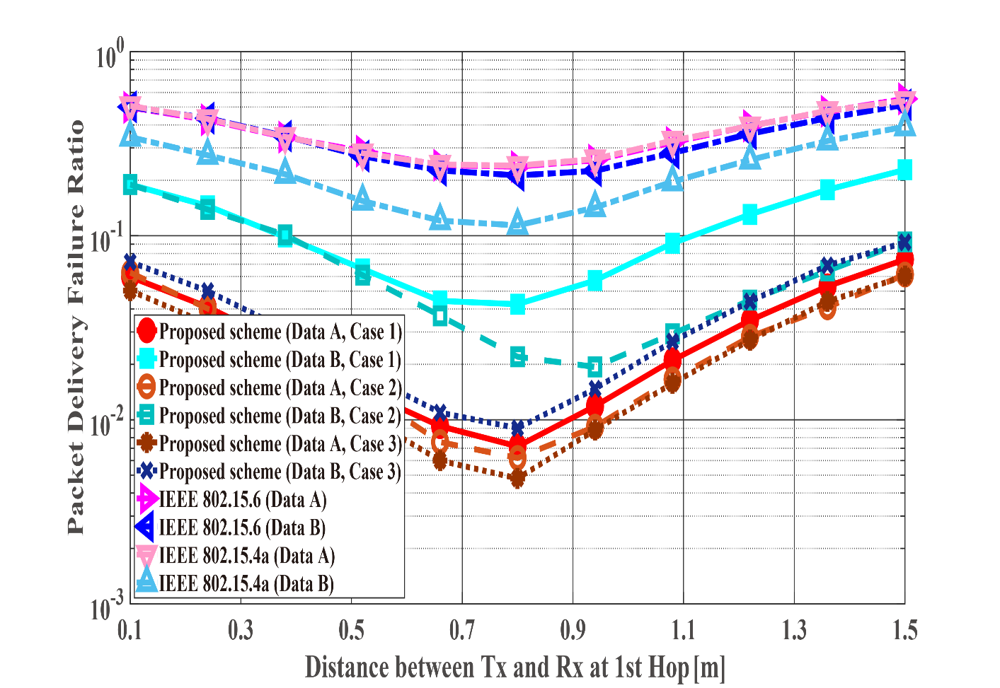 Packet Delivery Failure Ratio
10^0
10^-1
10^-2
10^-3
Proposed scheme (Data A, Case 1)
Proposed scheme (Data B, Case 1)
Proposed scheme (Data A, Case 2)
Proposed scheme (Data B, Case 2)
Proposed scheme (Data A, Case 3)
Proposed scheme (Data B, Case 3)
IEEE 802.15.6 (Data A)
IEEE 802.15.6 (Data B)
IEEE 802.15.4a (Data A)
IEEE 802.15.4a (Data B)
0.1 0.3 0.5 0.7 0.9 1.1 1.3 1.5
Distance between Tx and Rx at 1st Hop [m]